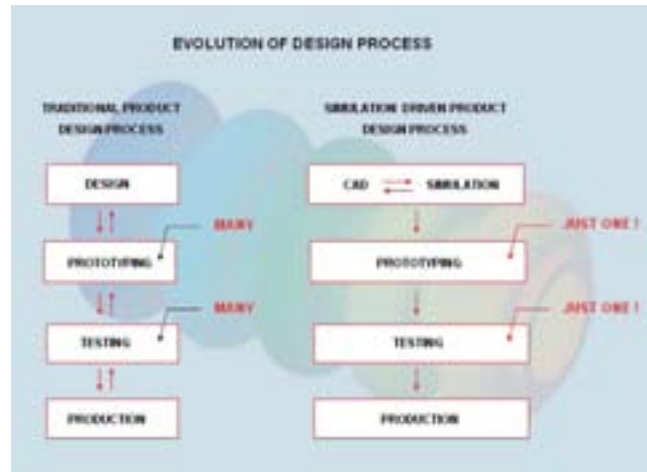 EVOLUTION OF DESIGN PROCESS
TRADITIONAL PRODUCT
DESIGN PROCESS
DESIGN
MANY
PROTOTYPING
MANY
TESTING
PRODUCTION
SIMULATION DRIVEN PRODUCT
DESIGN PROCESS
CAD SIMULATION
JUST ONE !
PROTOTYPING
JUST ONE !
TESTING
PRODUCTION